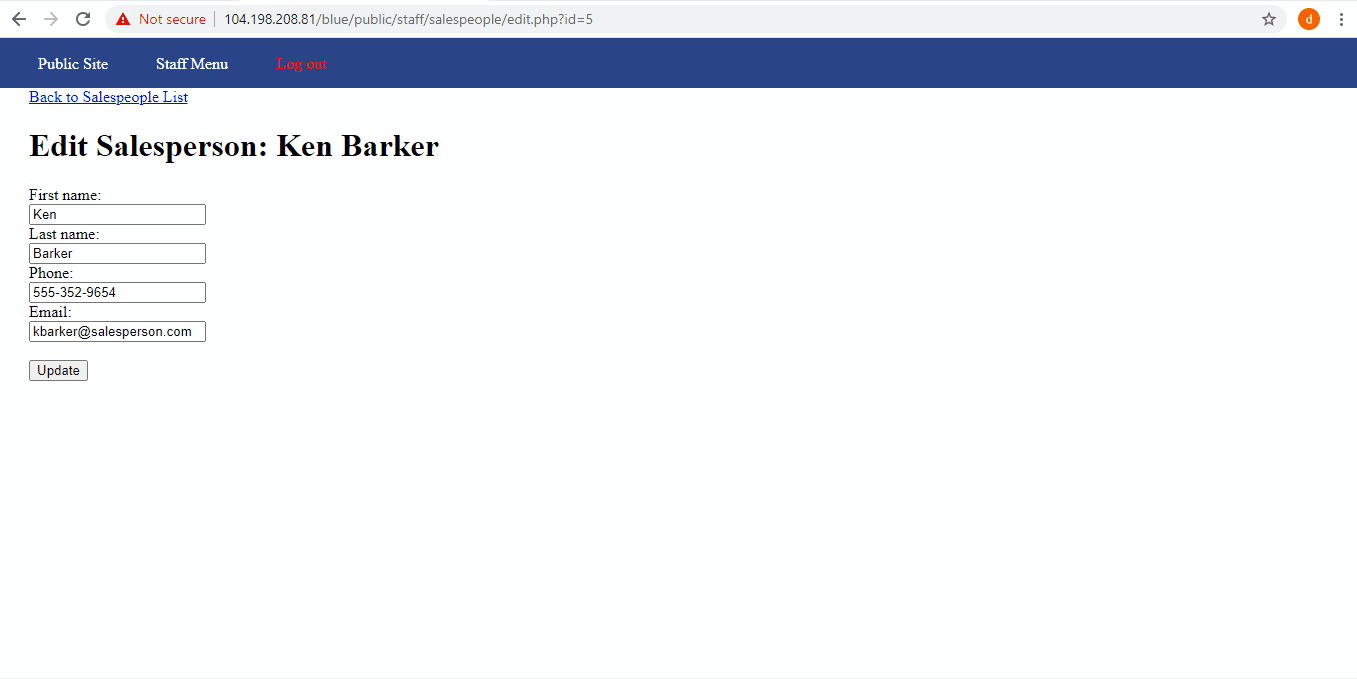 Not secure 104.198.208.81/blue/public/staff/salespeople/edit.php?id=5 d
Public Site Staff Menu Log out
Back to Salespeople List
Edit Salesperson: Ken Barker
First name:
Ken
Last name:
Barker
Phone:
555-352-9654
Email:
kbarker@salesperson.com
Update